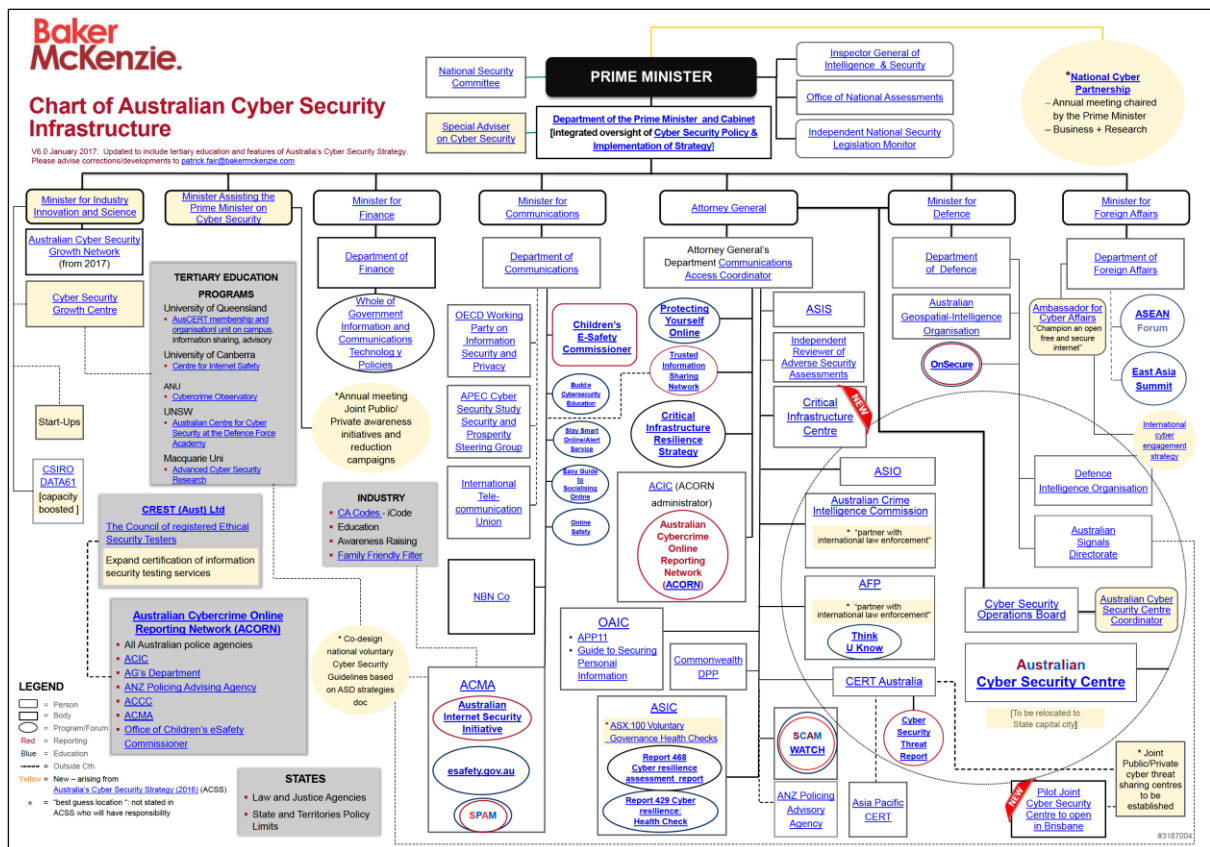 Baker
McKenzie.
Chart of Australian Cyber Security
Infrastructure
V6.0 January 2017: Updated to include tertiary education and features of Australia's Cyber Security Strategy.
Please advise corrections/developments to patrick.fair@bakermckenzie.com
National Security
Committee
PRIME MINISTER
Inspector General of
Intelligence & Security
Office of National Assessments
Independent National Security
Legislation Monitor
Special Adviser
on Cyber Security
Department of the Prime Minister and Cabinet
[integrated oversight of Cyber Security Policy &
Implementation of Strategy]
*National Cyber
Partnership
– Annual meeting chaired
by the Prime Minister
– Business + Research
Minister for Industry
Innovation and Science
Minister Assisting the
Prime Minister on
Cyber Security
Minister for
Finance
Minister for
Communications
Attorney General
Minister for
Defence
Minister for
Foreign Affairs
Australian Cyber Security
Growth Network
(from 2017)
Cyber Security
Growth Centre
Start-Ups
CSIRO
DATA61
[capacity
boosted ]
TERTIARY EDUCATION
PROGRAMS
University of Queensland
AusCERT membership and
organisationl unit on campus,
information sharing, advisory
University of Canberra
Centre for Internet Safety
ANU
Cybercrime Observatory
UNSW
Australian Centre for Cyber
Security at the Defence Force
Academy
Macquarie Uni
Advanced Cyber Security
Research
CREST (Aust) Ltd
The Council of registered Ethical
Security Testers
Expand certification of information
security testing services
Australian Cybercrime Online
Reporting Network (ACORN)
All Australian police agencies
ACIC
AG's Department
ANZ Policing Advising Agency
ACCC
ACMA
Office of Children's eSafety
Commissioner
LEGEND
= Person
= Body
= Program/Forum
Red = Reporting
Blue = Education
= Outside Cth
Yellow = New – arising from
Australia's Cyber Security Strategy (2016) (ACSS)
* = "best guess location ": not stated in
ACSS who will have responsibility
STATES
Law and Justice Agencies
State and Territories Policy
Limits
Department of
Finance
Whole of
Government
Information and
Communications
Technolog y
Policies
*Annual meeting
Joint Public/
Private awareness
initiatives and
reduction
campaigns
INDUSTRY
CA Codes - iCode
Education
Awareness Raising
Family Friendly Filter
* Co-design
national voluntary
Cyber Security
Guidelines based
on ASD strategies
doc
Department of
Communications
OECD Working
Party on
Information
Security and
Privacy
APEC Cyber
Security Study
Security and
Prosperity
Steering Group
International
Tele-
communication
Union
NBN Co
Children's
E-Safety
Commissioner
Budd:e
Cybersecurity
Education
Stay Smart
Online/Alert
Service
Easy Guide
to
Socialising
Online
Online
Safety
ACMA
Australian
Internet Security
Initiative
esafety.gov.au
SPAM
Attorney General's
Department Communications
Access Coordinator
Protecting
Yourself
Online
Trusted
Information
Sharing
Network
Critical
Infrastructure
Resilience
Strategy
ACIC (ACORN
administrator)
Australian
Cybercrime
Online
Reporting
Network
(ACORN)
OAIC
APP11
Guide to Securing
Personal
Information
Commonwealth
DPP
ASIC
* ASX:100 Voluntary
Governance Health Checks
Report 468
Cyber resilience
assessment report
Report 429 Cyber
resilience:
Health Check
ASIS
Independent
Reviewer of
Adverse Security
Assessments
Critical
Infrastructure
Centre
NEW
ASIO
Australian Crime
Intelligence Commission
* "partner with
international law enforcement"
AFP
* "partner with
international law enforcement"
Think
U Know
CERT Australia
SCAM
WATCH
Cyber
Security
Threat
Report
ANZ Policing
Advisory
Agency
Asia Pacific
CERT
Department
of Defence
Australian
Geospatial-Intelligence
Organisation
OnSecure
Department of
Foreign Affairs
Ambassador for
Cyber Affairs
"Champion an open
free and secure
internet"
ASEAN
Forum
East Asia
Summit
International
cyber
engagement
strategy
Defence
Intelligence Organisation
Australian
Signals
Directorate
Cyber Security
Operations Board
Australian Cyber
Security Centre
Coordinator
Australian
Cyber Security Centre
[To be relocated to
State capital city]
* Joint
Public/Private
cyber threat
sharing centres
to be
established
NEW
Pilot Joint
Cyber Security
Centre to open
in Brisbane
#3187004